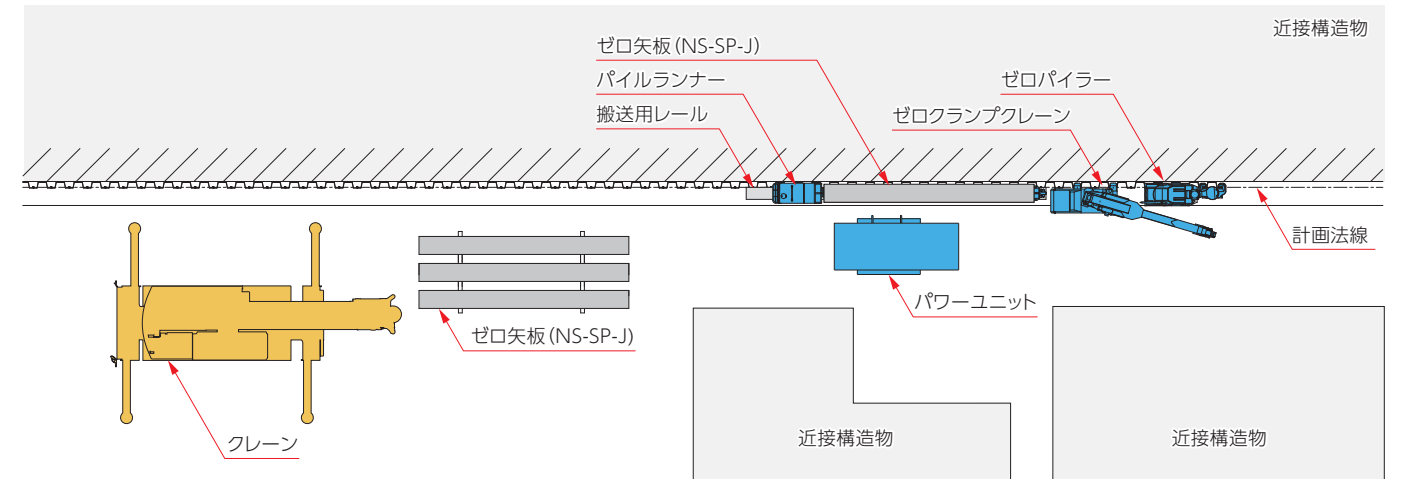 近接構造物
ゼロ矢板(NS-SP-J)
パイルランナー
搬送用レール
ゼロパイラー
ゼロクランプクレーン
計画法線
パワーユニット
ゼロ矢板(NS-SP-J)
クレーン
近接構造物
近接構造物